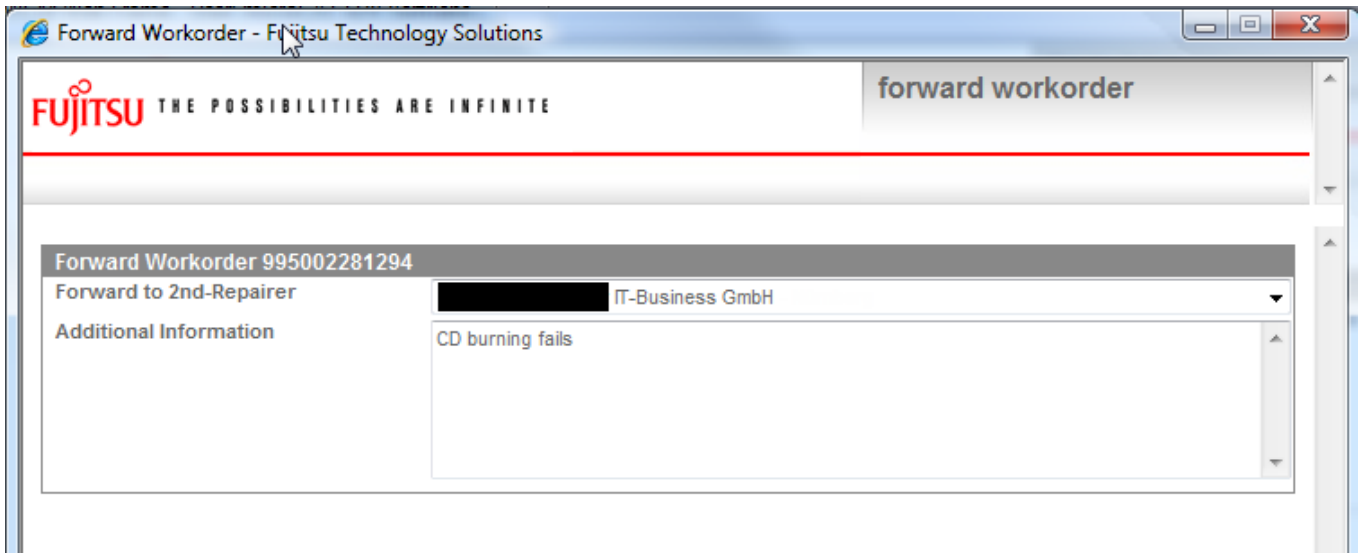 Forward Workorder - Fujitsu Technology Solutions
FUJITSU THE POSSIBILITIES ARE INFINITE
forward workorder
Forward Workorder 995002281294
Forward to 2nd-Repairer
IT-Business GmbH
Additional Information
CD burning fails